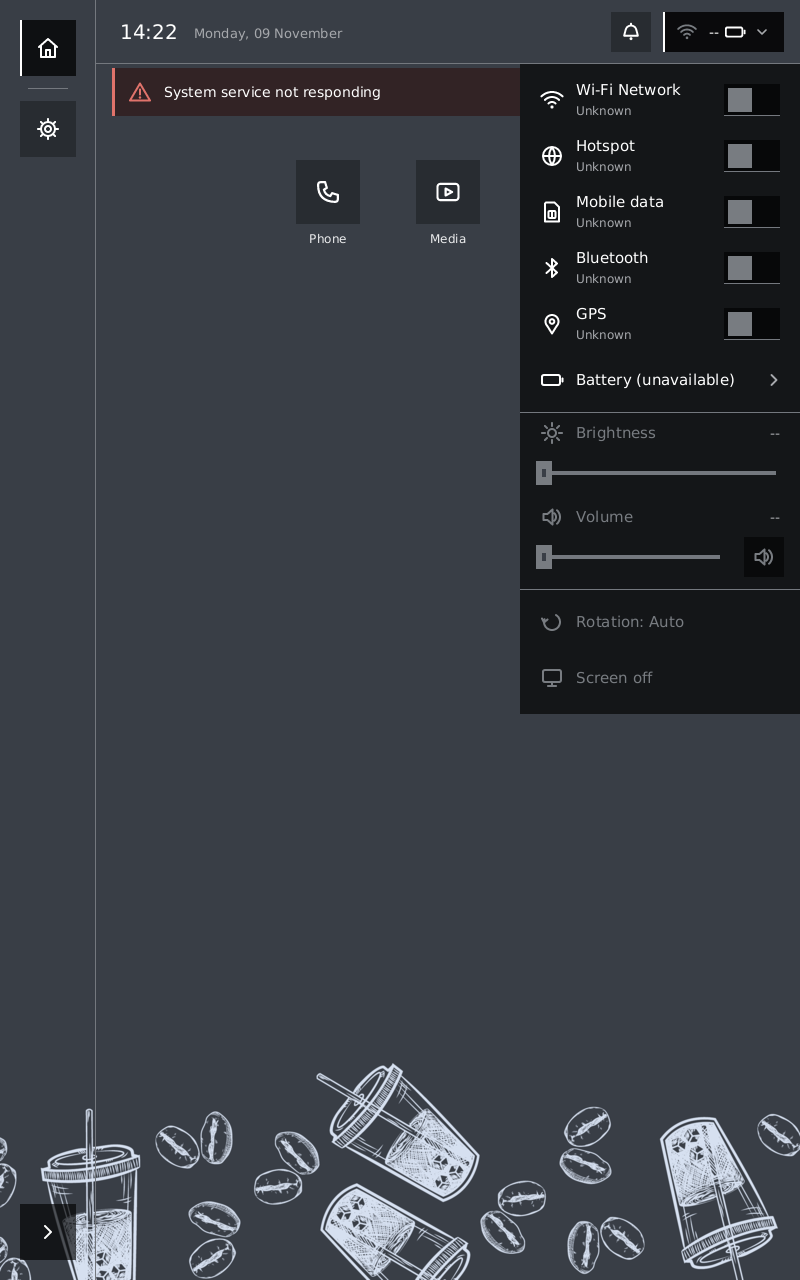 14:22 Monday, 09 November
--
System service not responding
Phone
Media
Wi-Fi Network
Unknown
Hotspot
Unknown
Mobile data
Unknown
Bluetooth
Unknown
GPS
Unknown
Battery (unavailable)
Brightness --
Volume --
Rotation: Auto
Screen off